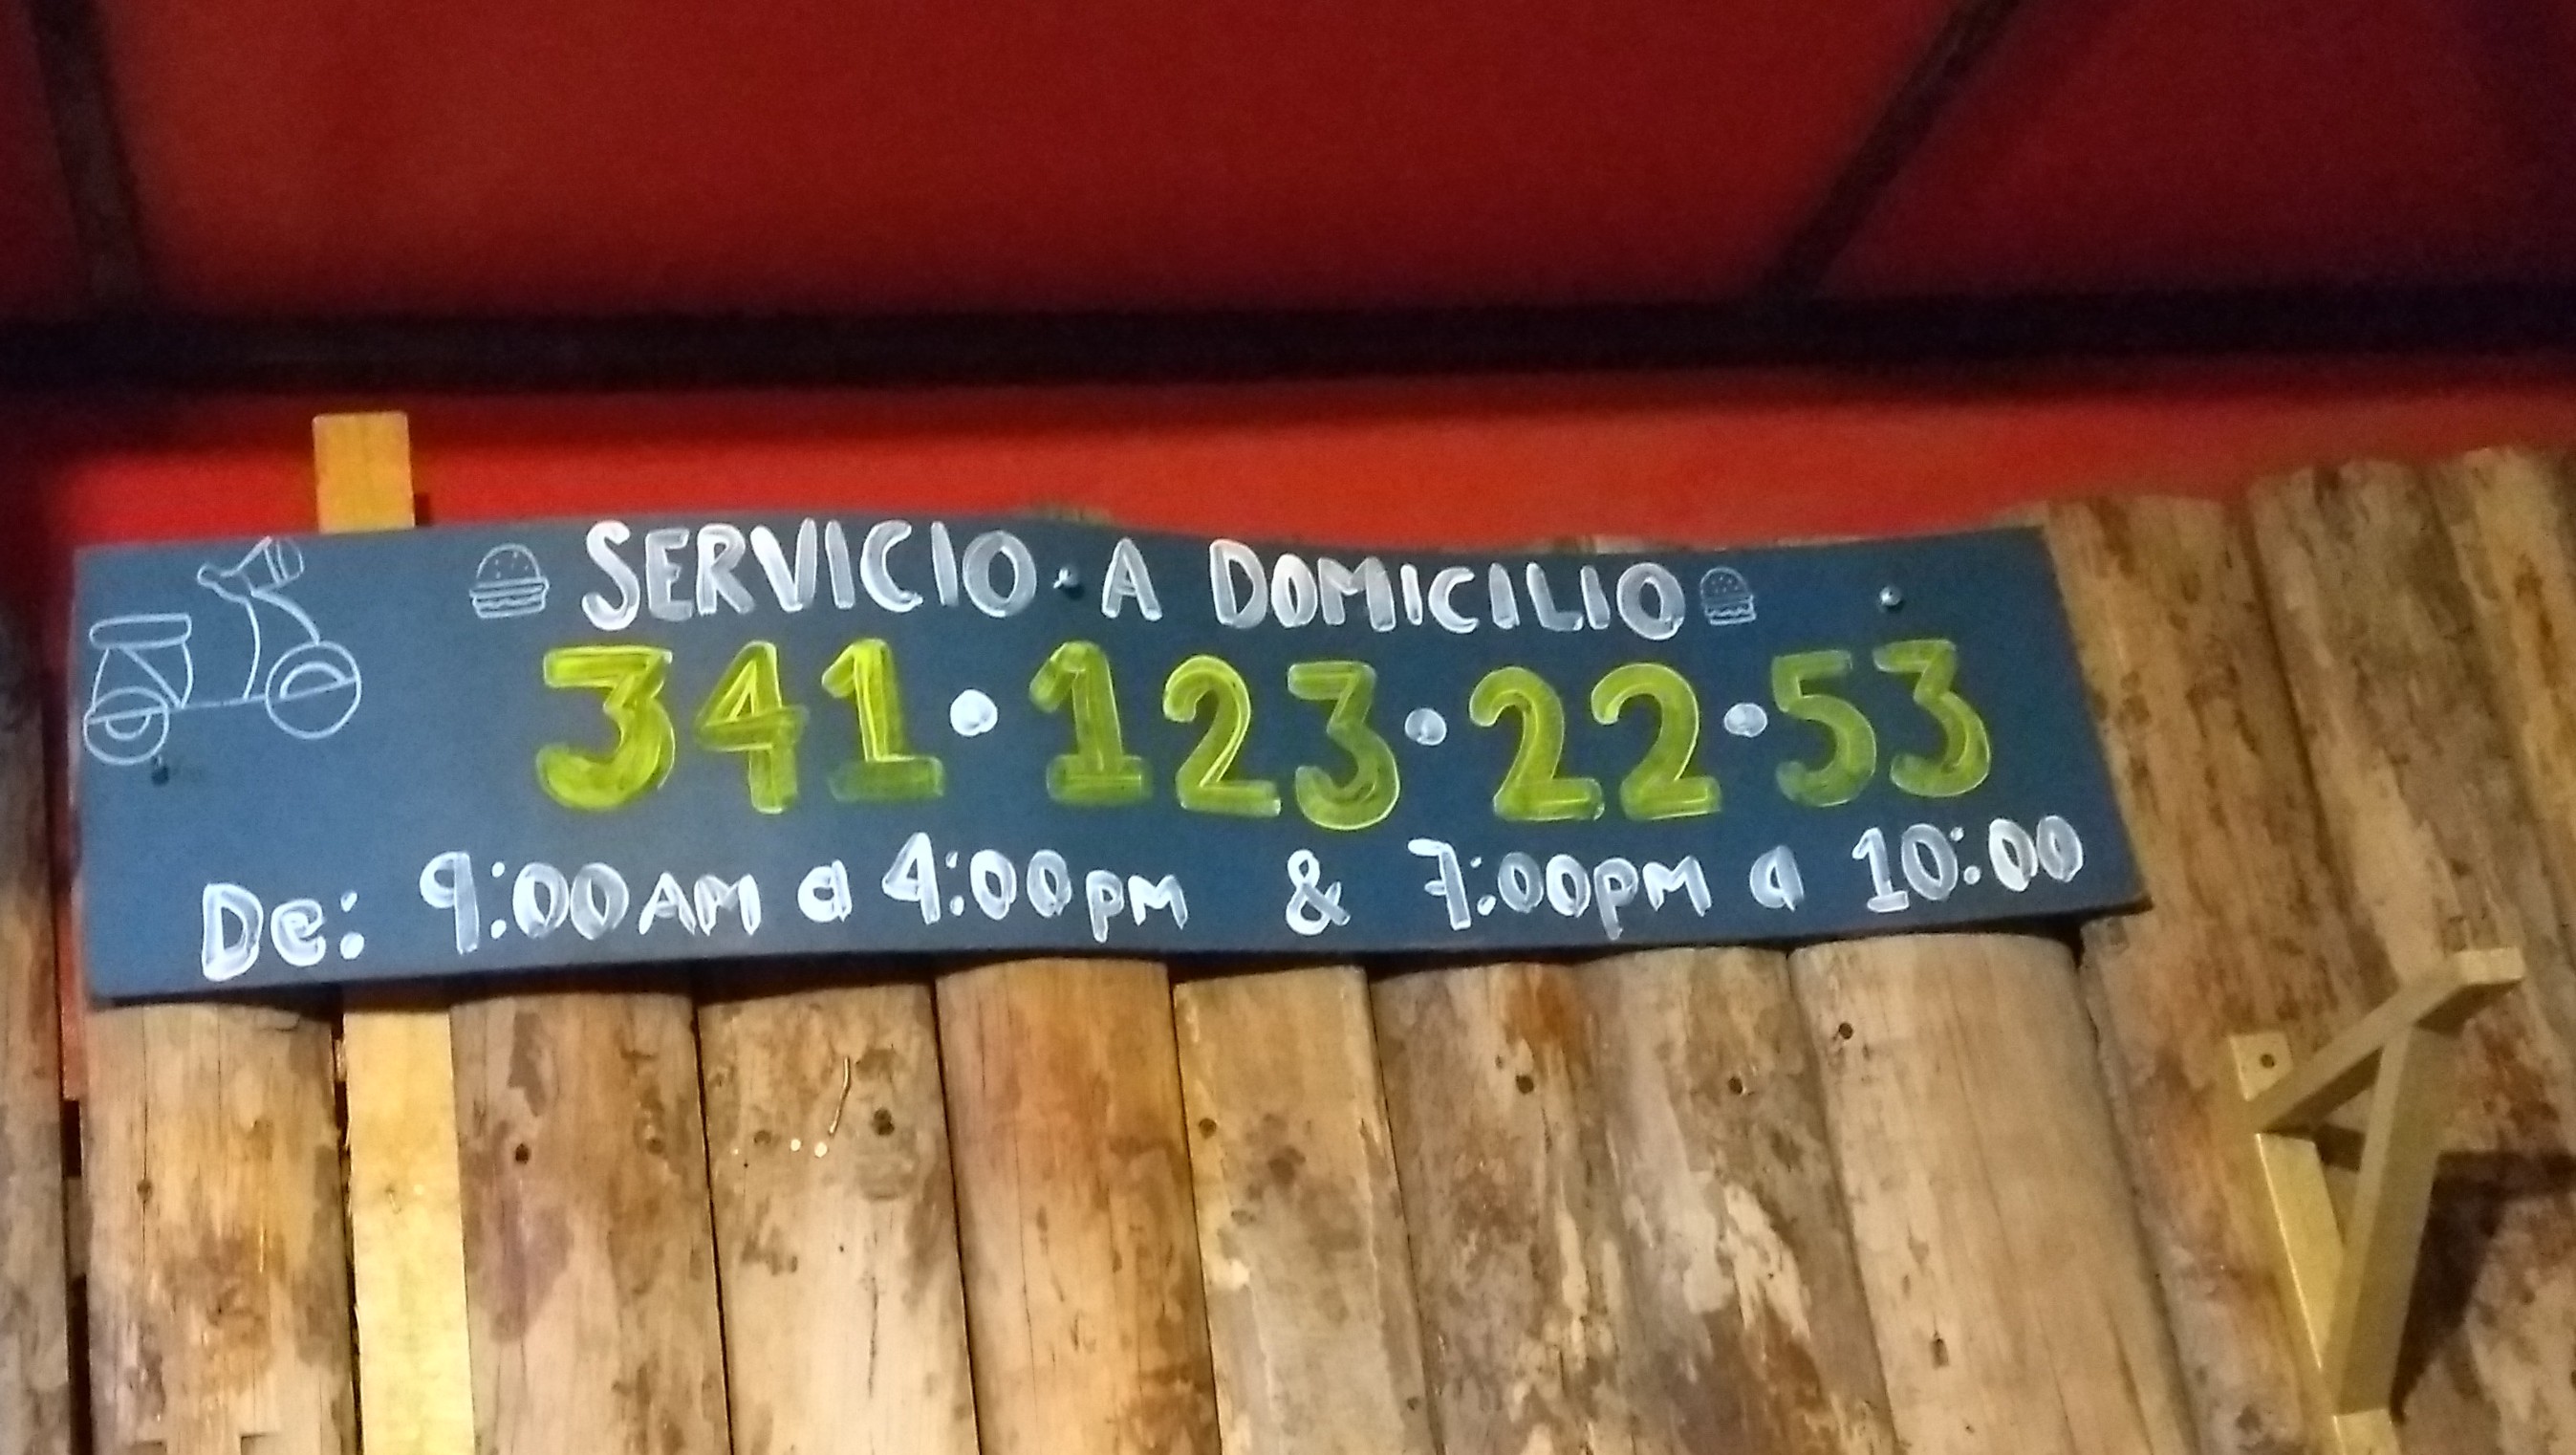 SERVICIO A DOMICILIO
341·123·22·53
De: 9:00AM a 4:00PM & 7:00PM a 10:00